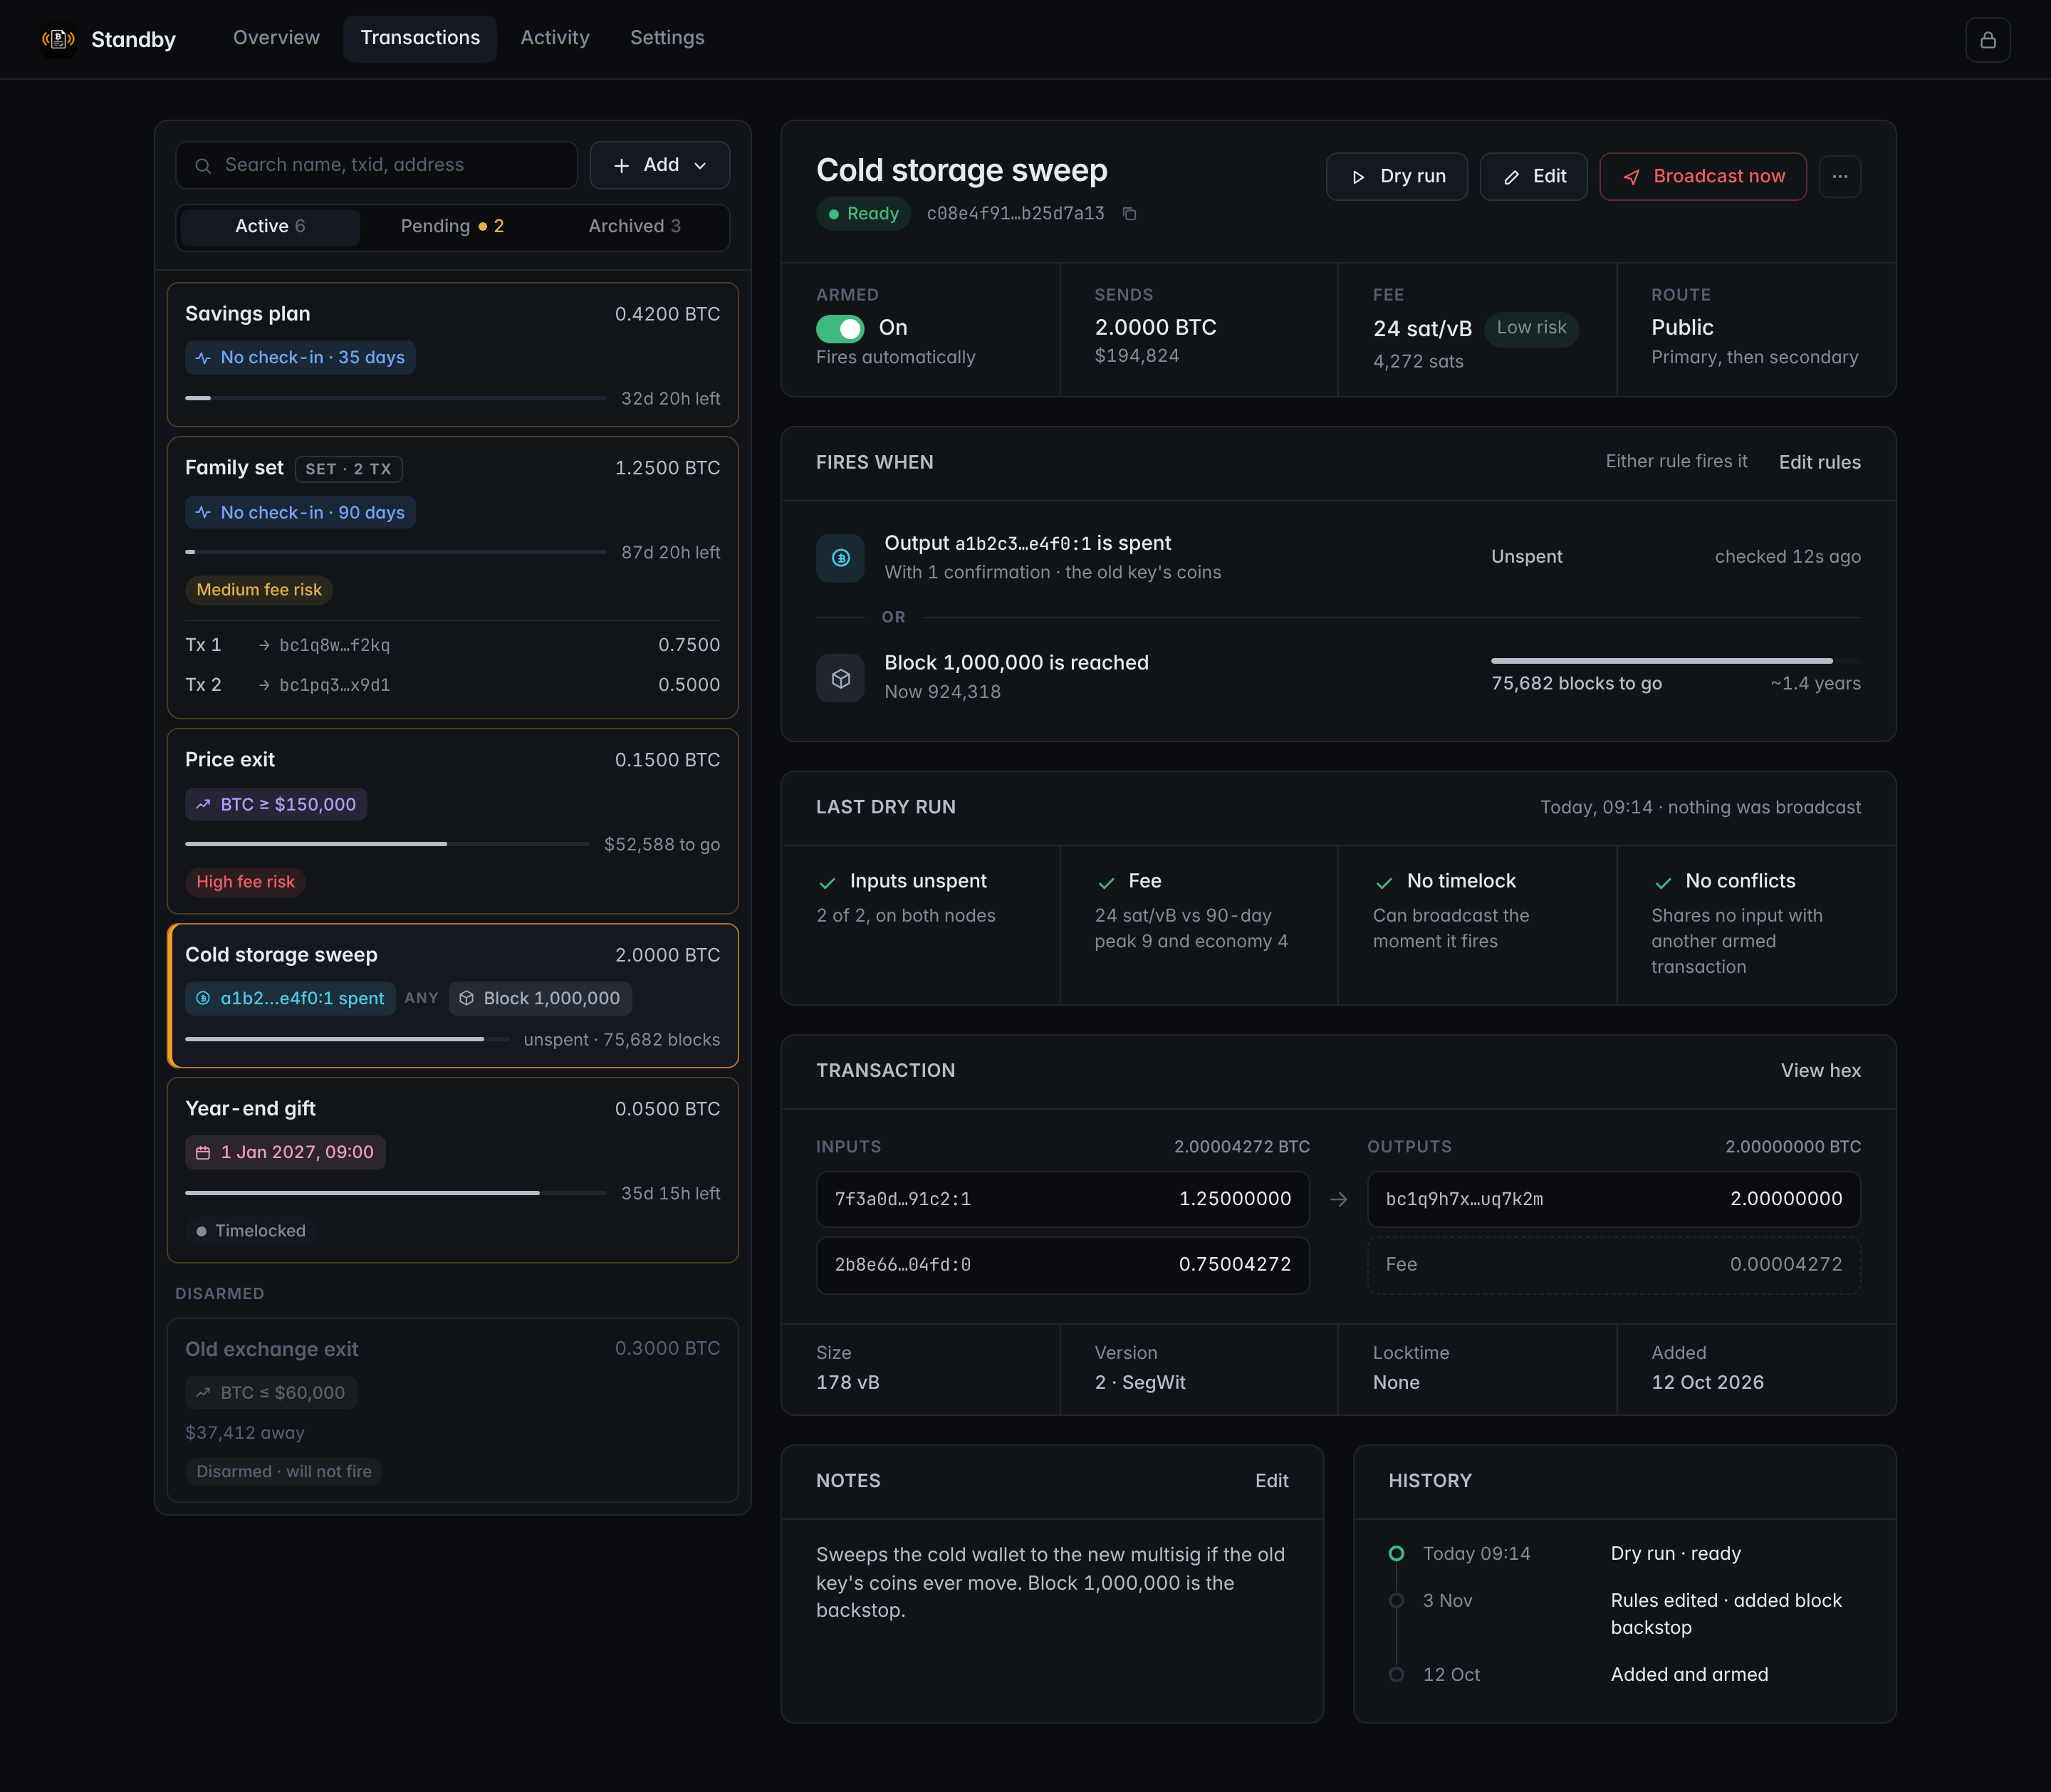 Standby
Overview
Transactions
Activity
Settings
Search name, txid, address
Add
Active 6
Pending 2
Archived 3
Savings plan
0.4200 BTC
No check-in · 35 days
32d 20h left
Family set
SET · 2 TX
1.2500 BTC
No check-in · 90 days
87d 20h left
Medium fee risk
Tx 1 → bc1q8w…f2kq 0.7500
Tx 2 → bc1pq3…x9d1 0.5000
Price exit
0.1500 BTC
BTC ≥ $150,000
$52,588 to go
High fee risk
Cold storage sweep
2.0000 BTC
a1b2…e4f0:1 spent ANY Block 1,000,000
unspent · 75,682 blocks
Year-end gift
0.0500 BTC
1 Jan 2027, 09:00
35d 15h left
Timelocked
DISARMED
Old exchange exit
0.3000 BTC
BTC ≤ $60,000
$37,412 away
Disarmed · will not fire
Cold storage sweep
Dry run
Edit
Broadcast now
Ready c08e4f91…b25d7a13
ARMED
On
Fires automatically
SENDS
2.0000 BTC
$194,824
FEE
24 sat/vB Low risk
4,272 sats
ROUTE
Public
Primary, then secondary
FIRES WHEN
Either rule fires it
Edit rules
Output a1b2c3…e4f0:1 is spent
With 1 confirmation · the old key's coins
Unspent
checked 12s ago
OR
Block 1,000,000 is reached
Now 924,318
75,682 blocks to go
~1.4 years
LAST DRY RUN
Today, 09:14 · nothing was broadcast
Inputs unspent
2 of 2, on both nodes
Fee
24 sat/vB vs 90-day
peak 9 and economy 4
No timelock
Can broadcast the
moment it fires
No conflicts
Shares no input with
another armed
transaction
TRANSACTION
View hex
INPUTS
2.00004272 BTC
7f3a0d…91c2:1 1.25000000
2b8e66…04fd:0 0.75004272
→
OUTPUTS
2.00000000 BTC
bc1q9h7x…uq7k2m 2.00000000
Fee 0.00004272
Size
178 vB
Version
2 · SegWit
Locktime
None
Added
12 Oct 2026
NOTES
Edit
Sweeps the cold wallet to the new multisig if the old
key's coins ever move. Block 1,000,000 is the
backstop.
HISTORY
Today 09:14 Dry run · ready
3 Nov Rules edited · added block
backstop
12 Oct Added and armed